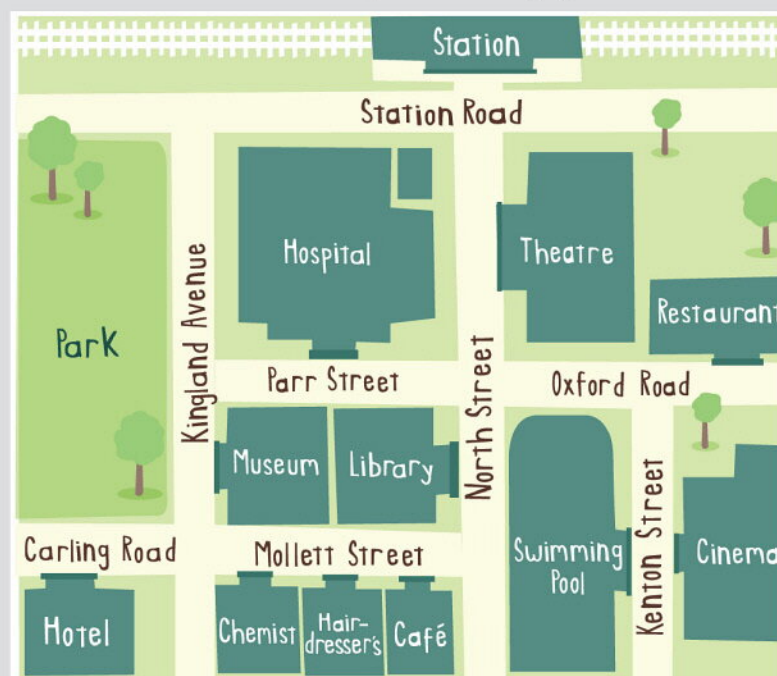 Station
Station Road
Hospital
Theatre
Kingland Avenue
Park
Restaurant
Parr Street
North Street
Oxford Road
Museum
Library
Kenton Street
Carling Road
Mollett Street
Swimming
Pool
Cinema
Hotel
Chemist
Hair-
dresser's
Café